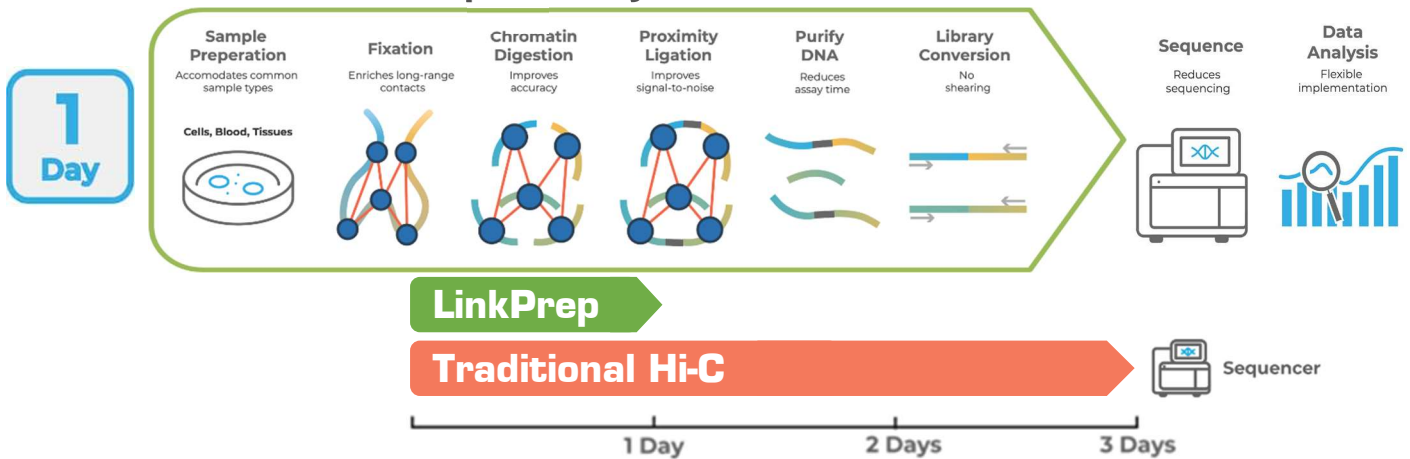 1
Day
Sample
Preperation
Accomodates common
sample types
Cells, Blood, Tissues
Fixation
Enriches long-range
contacts
Chromatin
Digestion
Improves
accuracy
Proximity
Ligation
Improves
signal-to-noise
Purify
DNA
Reduces
assay time
Library
Conversion
No
shearing
Sequence
Reduces
sequencing
Data
Analysis
Flexible
implementation
LinkPrep
Traditional Hi-C
Sequencer
1 Day
2 Days
3 Days